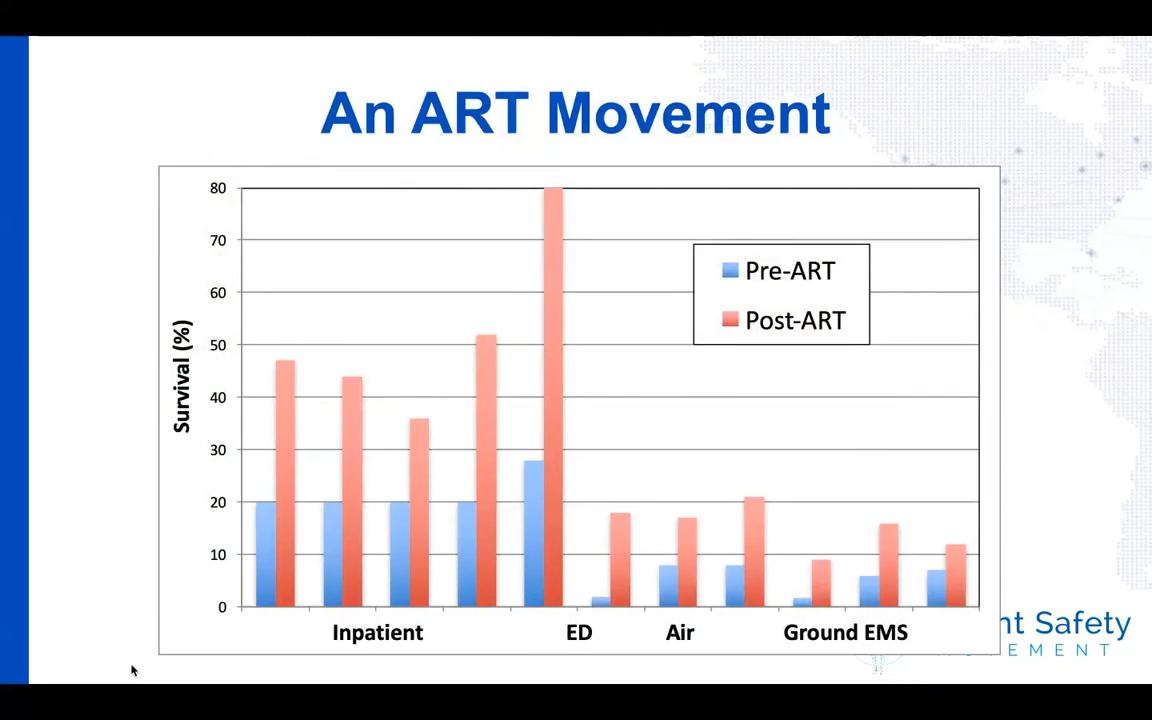 An ART Movement
80
70
60
50
40
30
20
10
0
Survival (%)
Pre-ART
Post-ART
Inpatient ED Air Ground EMS
nt Safety
VEMENT